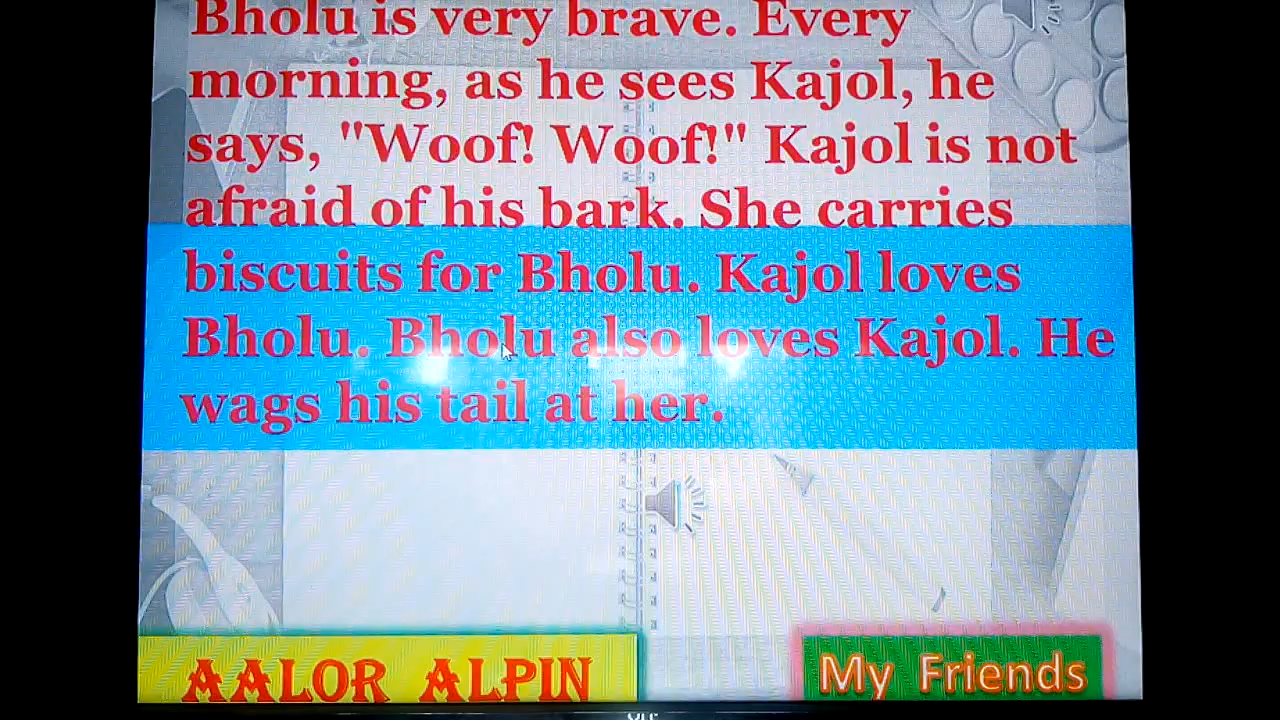 Bholu is very brave. Every
morning, as he sees Kajol, he
says, "Woof! Woof!" Kajol is not
afraid of his bark. She carries
biscuits for Bholu. Kajol loves
Bholu. Bholu also loves Kajol. He
wags his tail at her.
AALOR ALPIN
My Friends